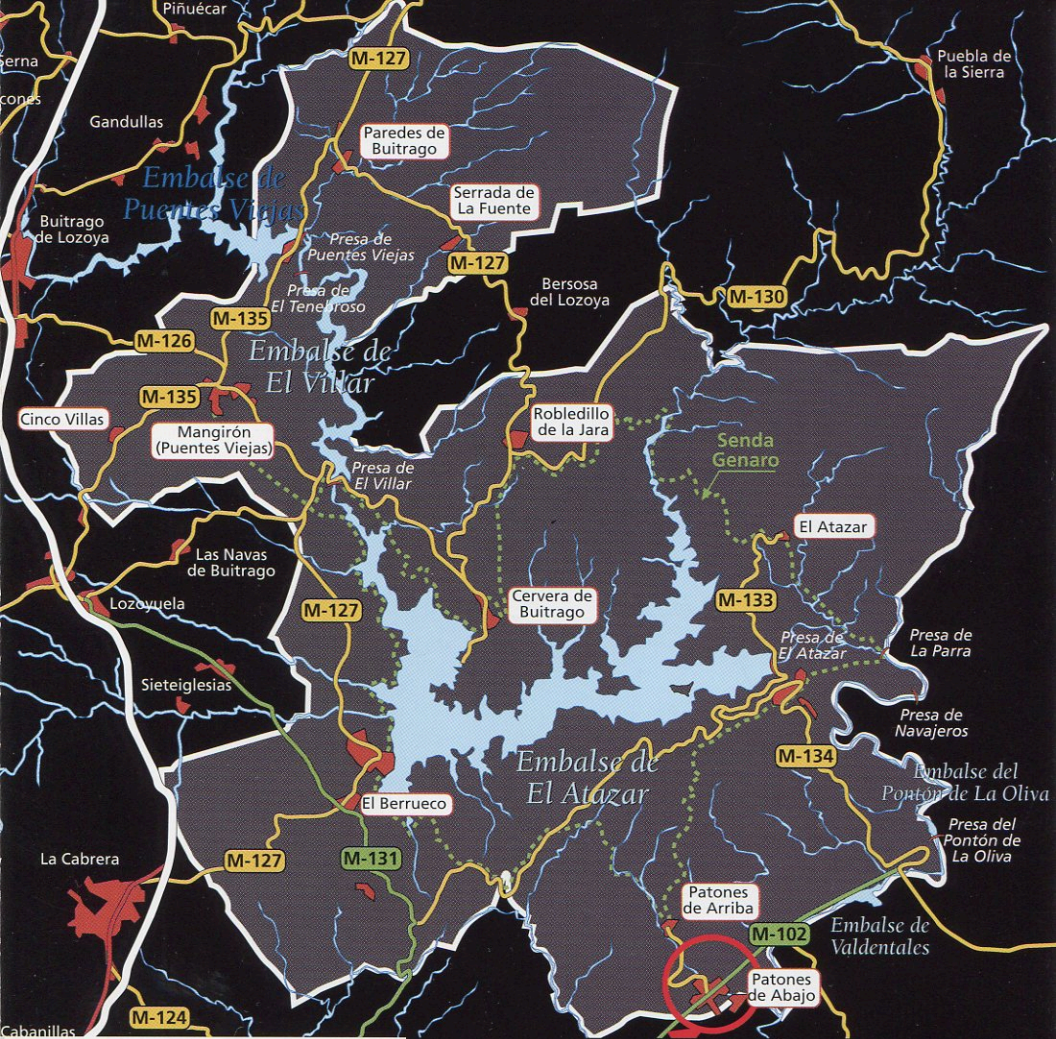 Piñuécar
M-127
Serna
cones
Puebla de
la Sierra
Gandullas
Paredes de
Buitrago
Embalse de
Puentes Viejas
Serrada de
La Fuente
Buitrago
de Lozoya
Presa de
Puentes Viejas
M-127
Presa de
El Tenebroso
Bersosa
del Lozoya
M-130
M-135
M-126
Embalse de
El Villar
M-135
Cinco Villas
Mangirón
(Puentes Viejas)
Robledillo
de la Jara
Senda
Genaro
Presa de
El Villar
El Atazar
Las Navas
de Buitrago
Lozoyuela
M-127
Cervera de
Buitrago
M-133
Presa de
El Atazar
Presa de
La Parra
Sieteiglesias
Presa de
Navajeros
M-134
Embalse de
El Atazar
Embalse del
Pontón de La Oliva
El Berrueco
Presa del
Pontón de
La Oliva
La Cabrera
M-127
M-131
Patones
de Arriba
M-102
Embalse de
Valdentales
Patones
de Abajo
M-124
Cabanillas